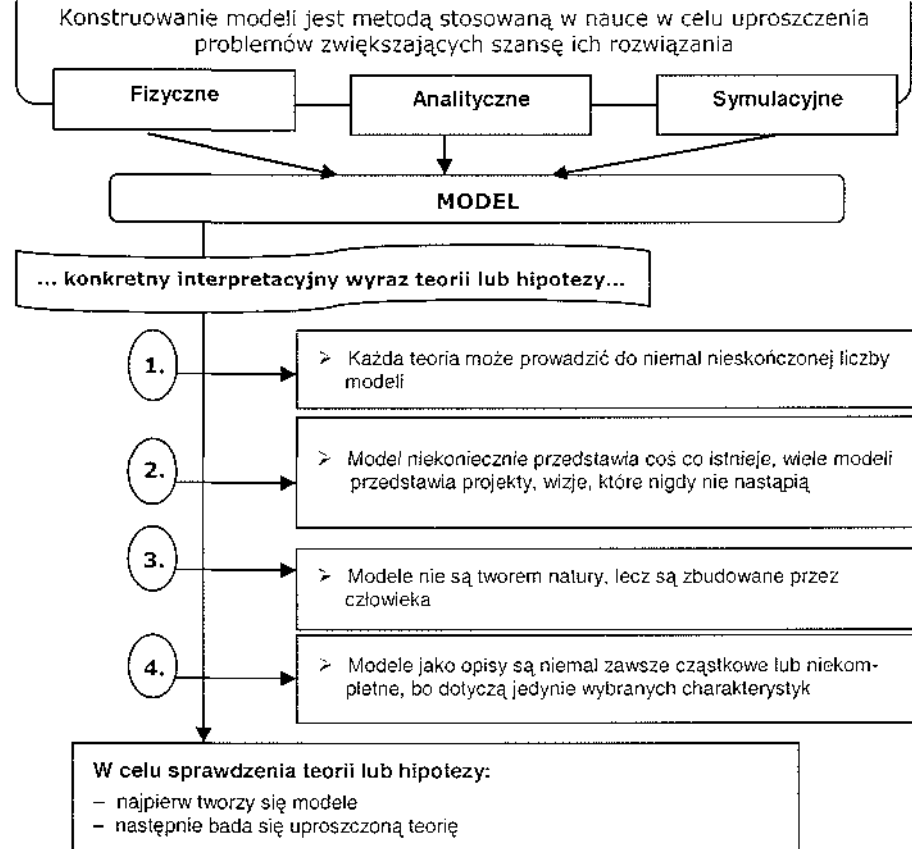 Konstruowanie modeli jest metodą stosowaną w nauce w celu uproszczenia
problemów zwiększających szansę ich rozwiązania
Fizyczne
Analityczne
Symulacyjne
MODEL
... konkretny interpretacyjny wyraz teorii lub hipotezy...
1.
➢ Każda teoria może prowadzić do niemal nieskończonej liczby
modeli
2.
➢ Model niekoniecznie przedstawia coś co istnieje, wiele modeli
przedstawia projekty, wizje, które nigdy nie nastąpią
3.
➢ Modele nie są tworem natury, lecz są zbudowane przez
człowieka
4.
➢ Modele jako opisy są niemal zawsze cząstkowe lub niekom-
pletne, bo dotyczą jedynie wybranych charakterystyk
W celu sprawdzenia teorii lub hipotezy:
– najpierw tworzy się modele
– następnie bada się uproszczoną teorię